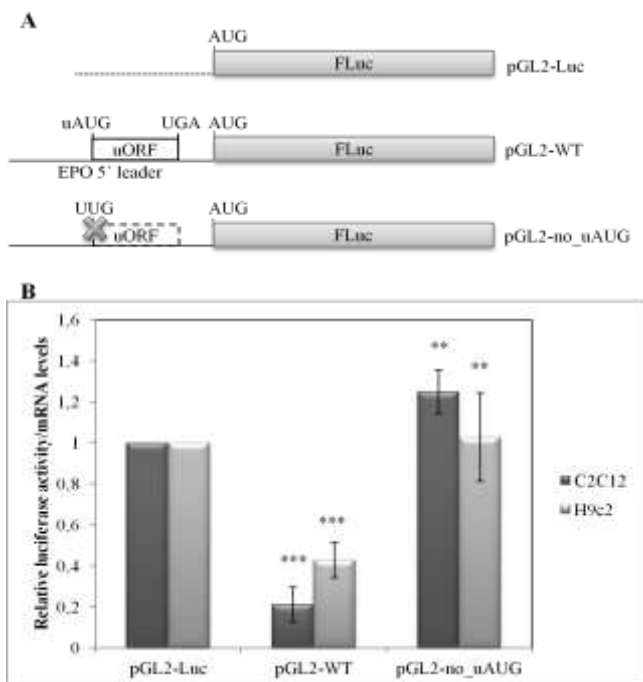 A
AUG
FLuc
pGL2-Luc
uAUG
UGA
AUG
uORF
FLuc
pGL2-WT
EPO 5´ leader
UUG
AUG
uORF
FLuc
pGL2-no_uAUG
B
Relative luciferase activity/mRNA levels
1,6
1,4
1,2
1
0.8
0.6
0.4
0.2
0
***
***
**
**
C2C12
H9c2
pGL2-Luc
pGL2-WT
pGL2-no_uAUG